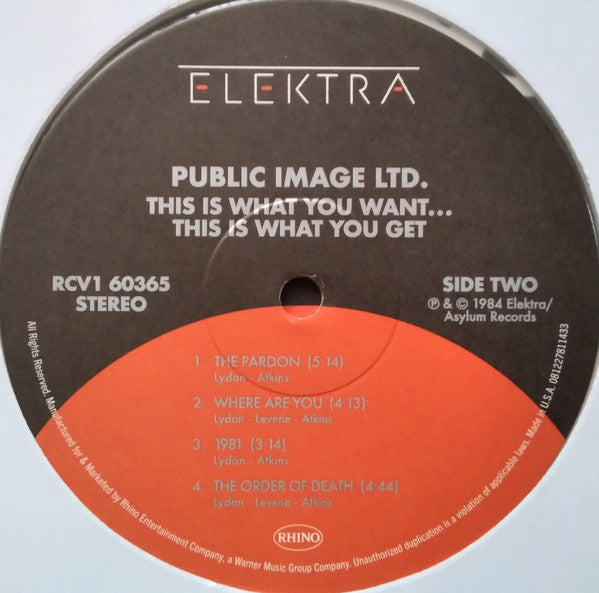 ELEKTRA
PUBLIC IMAGE LTD.
THIS IS WHAT YOU WANT...
THIS IS WHAT YOU GET
RCV1 60365
STEREO
SIDE TWO
℗ & © 1984 Elektra/
Asylum Records
1. THE PARDON (5:14)
Lydon - Atkins
2. WHERE ARE YOU (4:13)
Lydon - Levene - Atkins
3. 1981 (3:14)
Lydon - Atkins
4. THE ORDER OF DEATH (4:44)
Lydon - Levene - Atkins
RHINO
All Rights Reserved. Manufactured for & Marketed by Rhino Entertainment Company, a Warner Music Group Company. Unauthorized duplication is a violation of applicable laws. Made in U.S.A. 081227811433